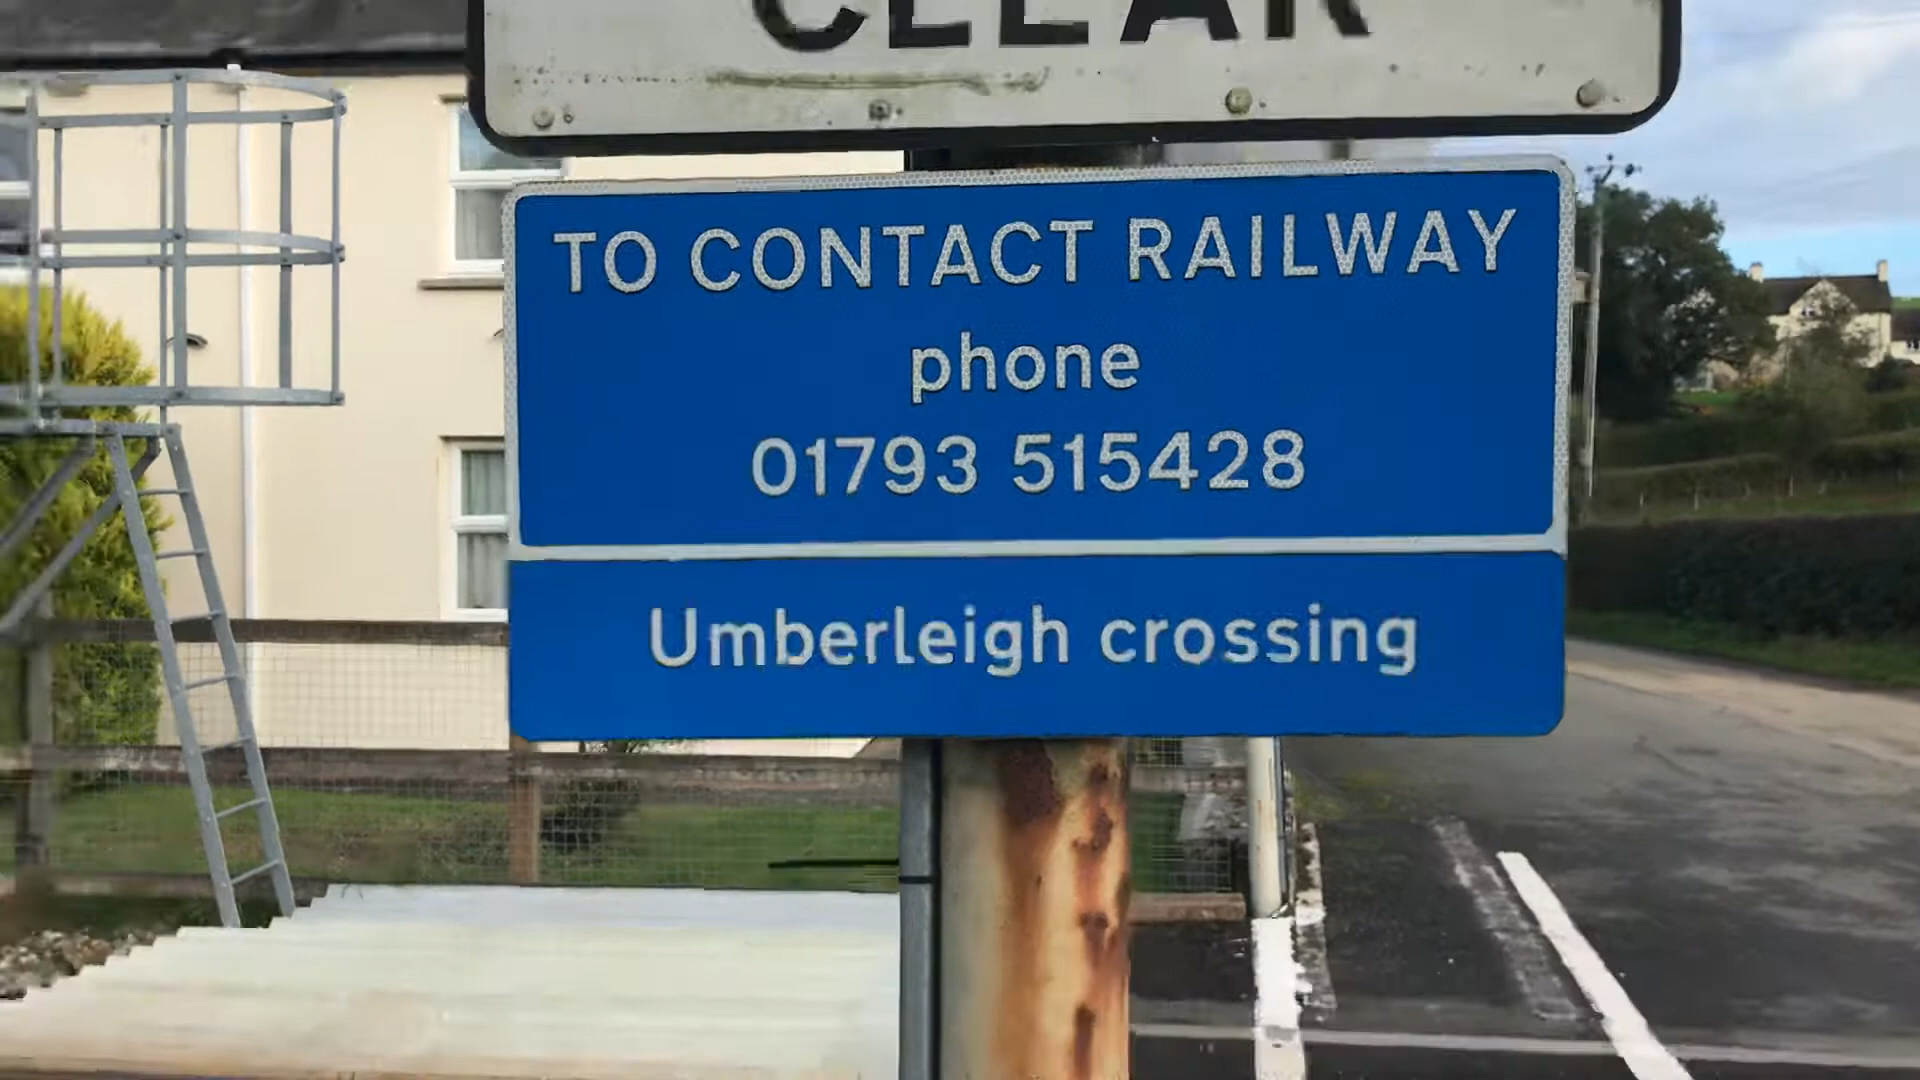 CLEAR
TO CONTACT RAILWAY
phone
01793 515428
Umberleigh crossing